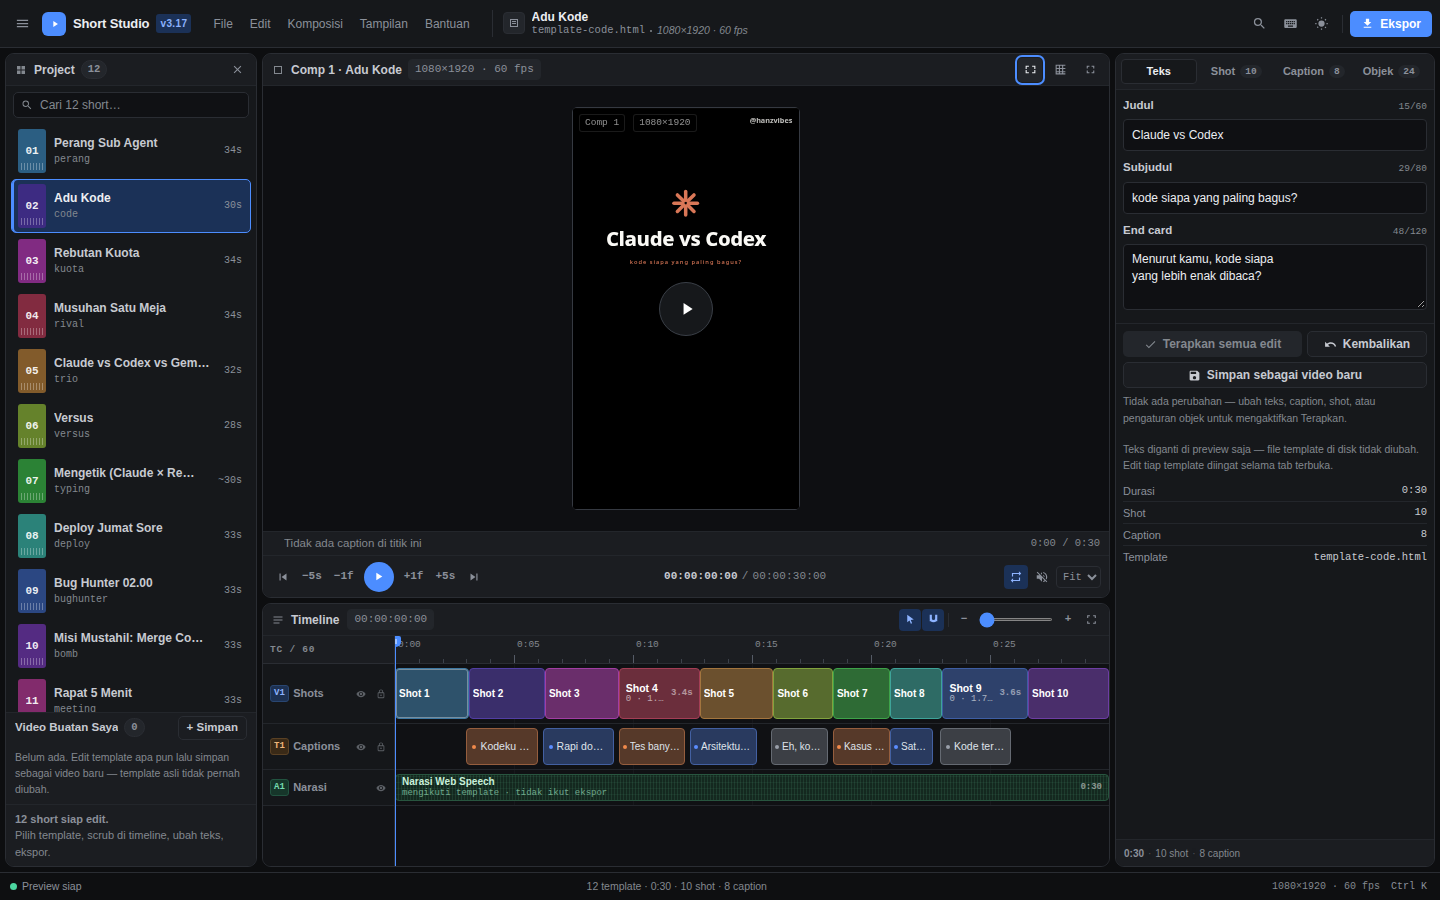 Short Studio v3.17 File Edit Komposisi Tampilan Bantuan
Adu Kode
template-code.html · 1080×1920 · 60 fps
Ekspor
Project 12
Cari 12 short…
01 Perang Sub Agent 34s
perang
02 Adu Kode 30s
code
03 Rebutan Kuota 34s
kuota
04 Musuhan Satu Meja 34s
rival
05 Claude vs Codex vs Gem… 32s
trio
06 Versus 28s
versus
07 Mengetik (Claude × Re… ~30s
typing
08 Deploy Jumat Sore 33s
deploy
09 Bug Hunter 02.00 33s
bughunter
10 Misi Mustahil: Merge Co… 33s
bomb
11 Rapat 5 Menit 33s
meeting
Video Buatan Saya 0 + Simpan
Belum ada. Edit template apa pun lalu simpan
sebagai video baru — template asli tidak pernah
diubah.
12 short siap edit.
Pilih template, scrub di timeline, ubah teks,
ekspor.
Comp 1 · Adu Kode 1080×1920 · 60 fps
Comp 1 1080×1920 @hanzvibes
Claude vs Codex
kode siapa yang paling bagus?
Tidak ada caption di titik ini 0:00 / 0:30
−5s −1f +1f +5s 00:00:00:00 / 00:00:30:00 Fit
Timeline 00:00:00:00 − +
TC / 60 0:00 0:05 0:10 0:15 0:20 0:25
V1 Shots Shot 1 Shot 2 Shot 3 Shot 4 3.4s Shot 5 Shot 6 Shot 7 Shot 8 Shot 9 3.6s Shot 10
0 · 1.… 0 · 1.7…
T1 Captions Kodeku … Rapi do… Tes bany… Arsitektu… Eh, ko… Kasus … Sat… Kode ter…
A1 Narasi Narasi Web Speech 0:30
mengikuti template · tidak ikut ekspor
Teks Shot 10 Caption 8 Objek 24
Judul 15/60
Claude vs Codex
Subjudul 29/80
kode siapa yang paling bagus?
End card 48/120
Menurut kamu, kode siapa
yang lebih enak dibaca?
Terapkan semua edit Kembalikan
Simpan sebagai video baru
Tidak ada perubahan — ubah teks, caption, shot, atau
pengaturan objek untuk mengaktifkan Terapkan.
Teks diganti di preview saja — file template di disk tidak diubah.
Edit tiap template diingat selama tab terbuka.
Durasi 0:30
Shot 10
Caption 8
Template template-code.html
0:30 · 10 shot · 8 caption
Preview siap 12 template · 0:30 · 10 shot · 8 caption 1080×1920 · 60 fps Ctrl K